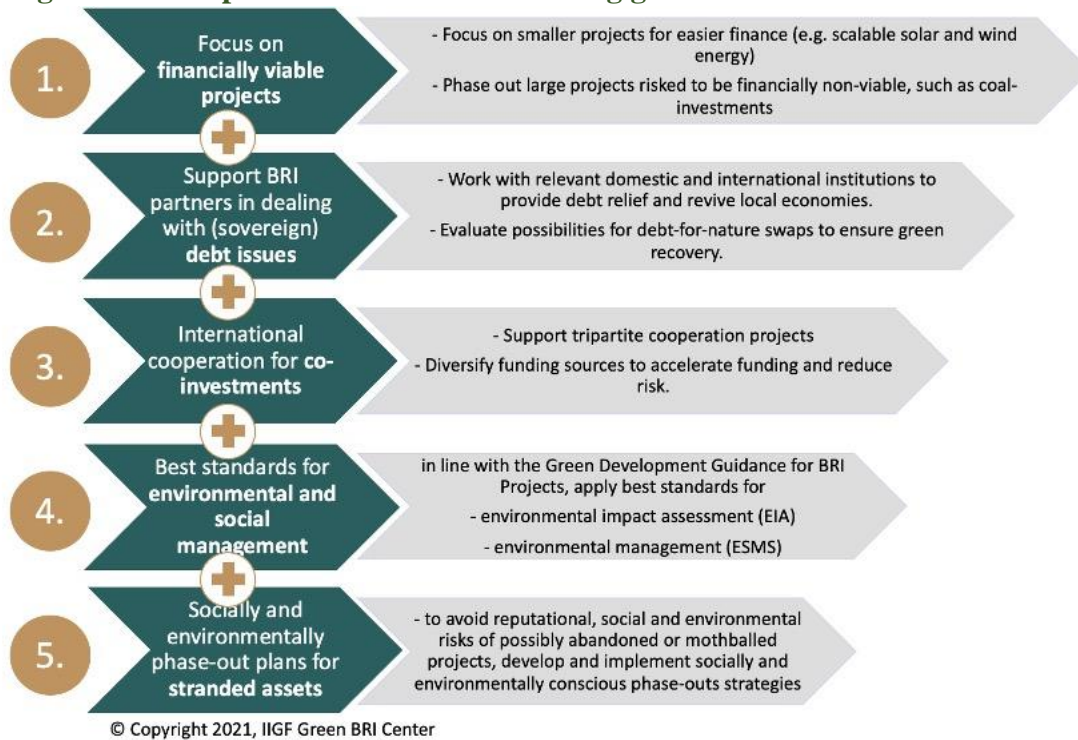 1.
Focus on
financially viable
projects
- Focus on smaller projects for easier finance (e.g. scalable solar and wind
energy)
- Phase out large projects risked to be financially non-viable, such as coal-
investments
2.
Support BRI
partners in dealing
with (sovereign)
debt issues
- Work with relevant domestic and international institutions to
provide debt relief and revive local economies.
- Evaluate possibilities for debt-for-nature swaps to ensure green
recovery.
3.
International
cooperation for co-
investments
- Support tripartite cooperation projects
- Diversify funding sources to accelerate funding and reduce
risk.
4.
Best standards for
environmental and
social
management
in line with the Green Development Guidance for BRI
Projects, apply best standards for
- environmental impact assessment (EIA)
- environmental management (ESMS)
5.
Socially and
environmentally
phase-out plans for
stranded assets
- to avoid reputational, social and environmental
risks of possibly abandoned or mothballed
projects, develop and implement socially and
environmentally conscious phase-outs strategies
© Copyright 2021, IIGF Green BRI Center